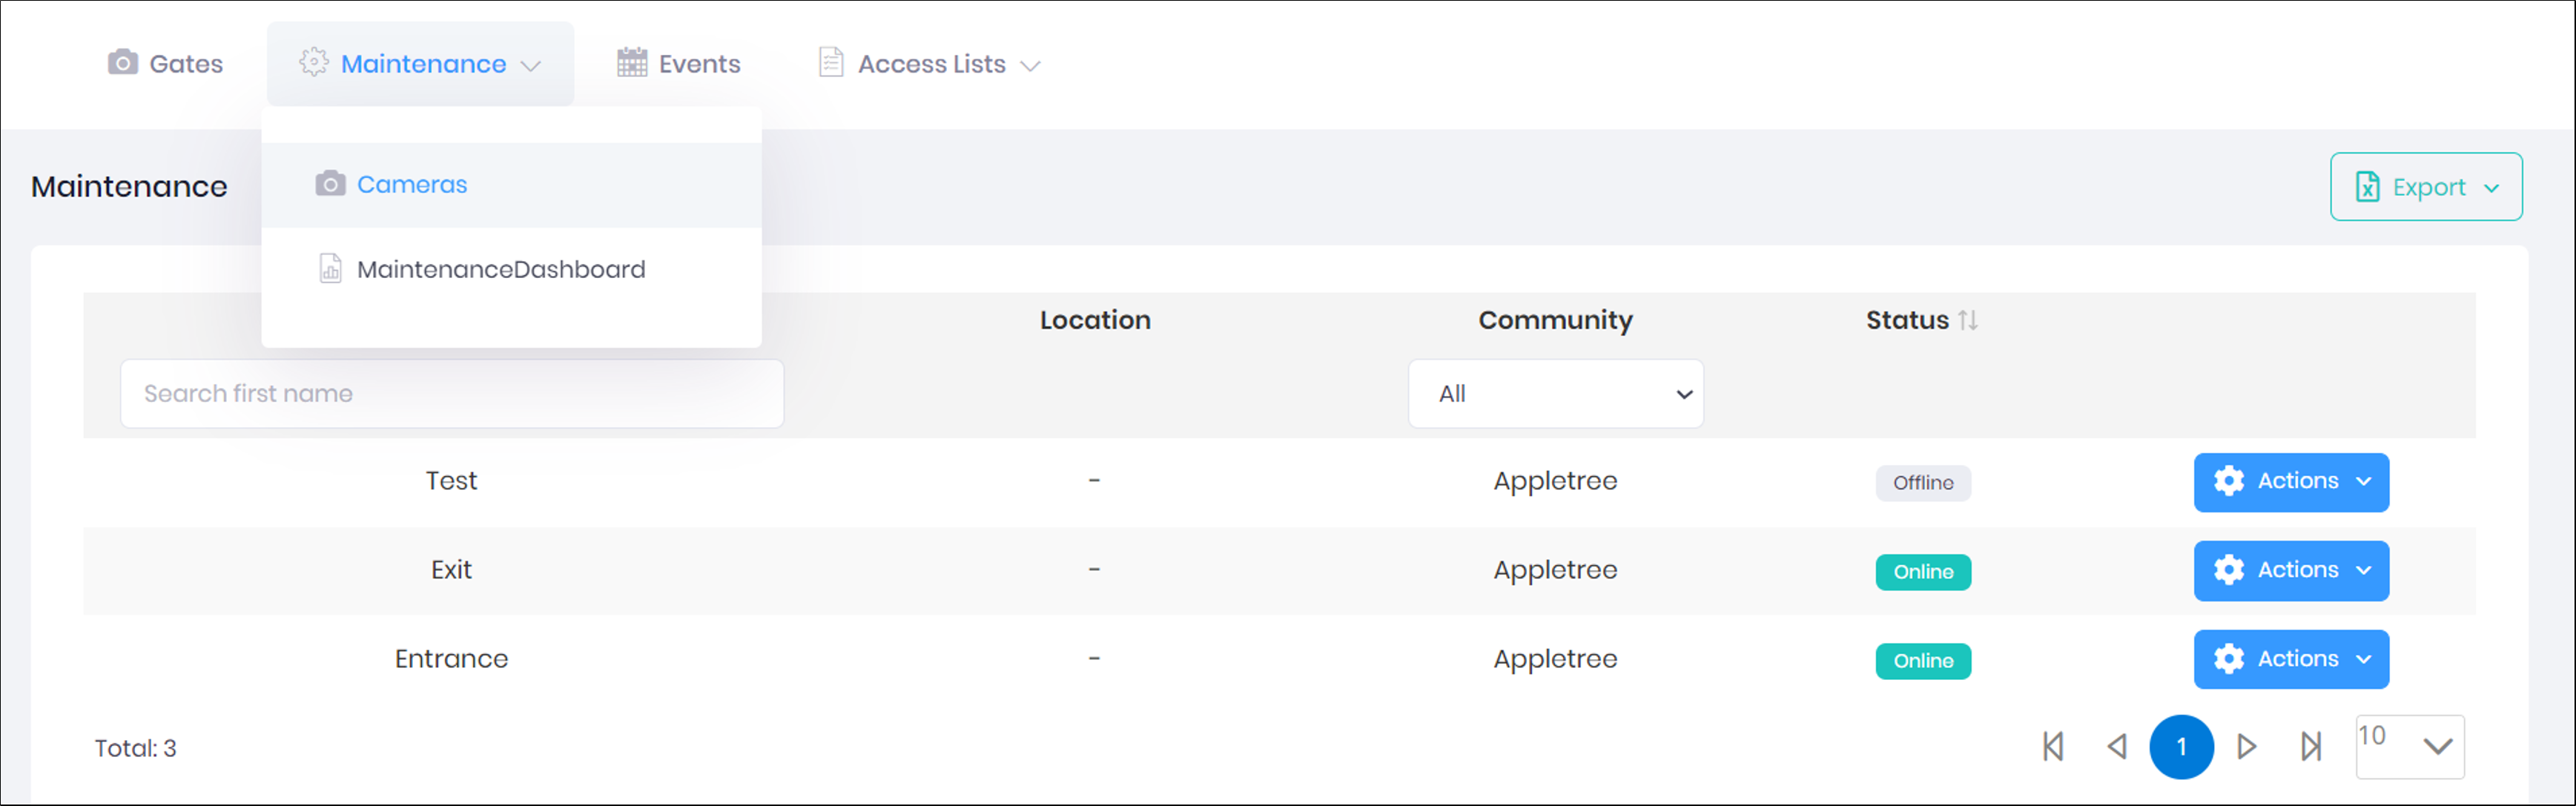 Gates Maintenance Events Access Lists
Cameras
Maintenance
Export
MaintenanceDashboard
Location Community Status
Search first name All
Test - Appletree Offline Actions
Exit - Appletree Online Actions
Entrance - Appletree Online Actions
Total: 3 1 10